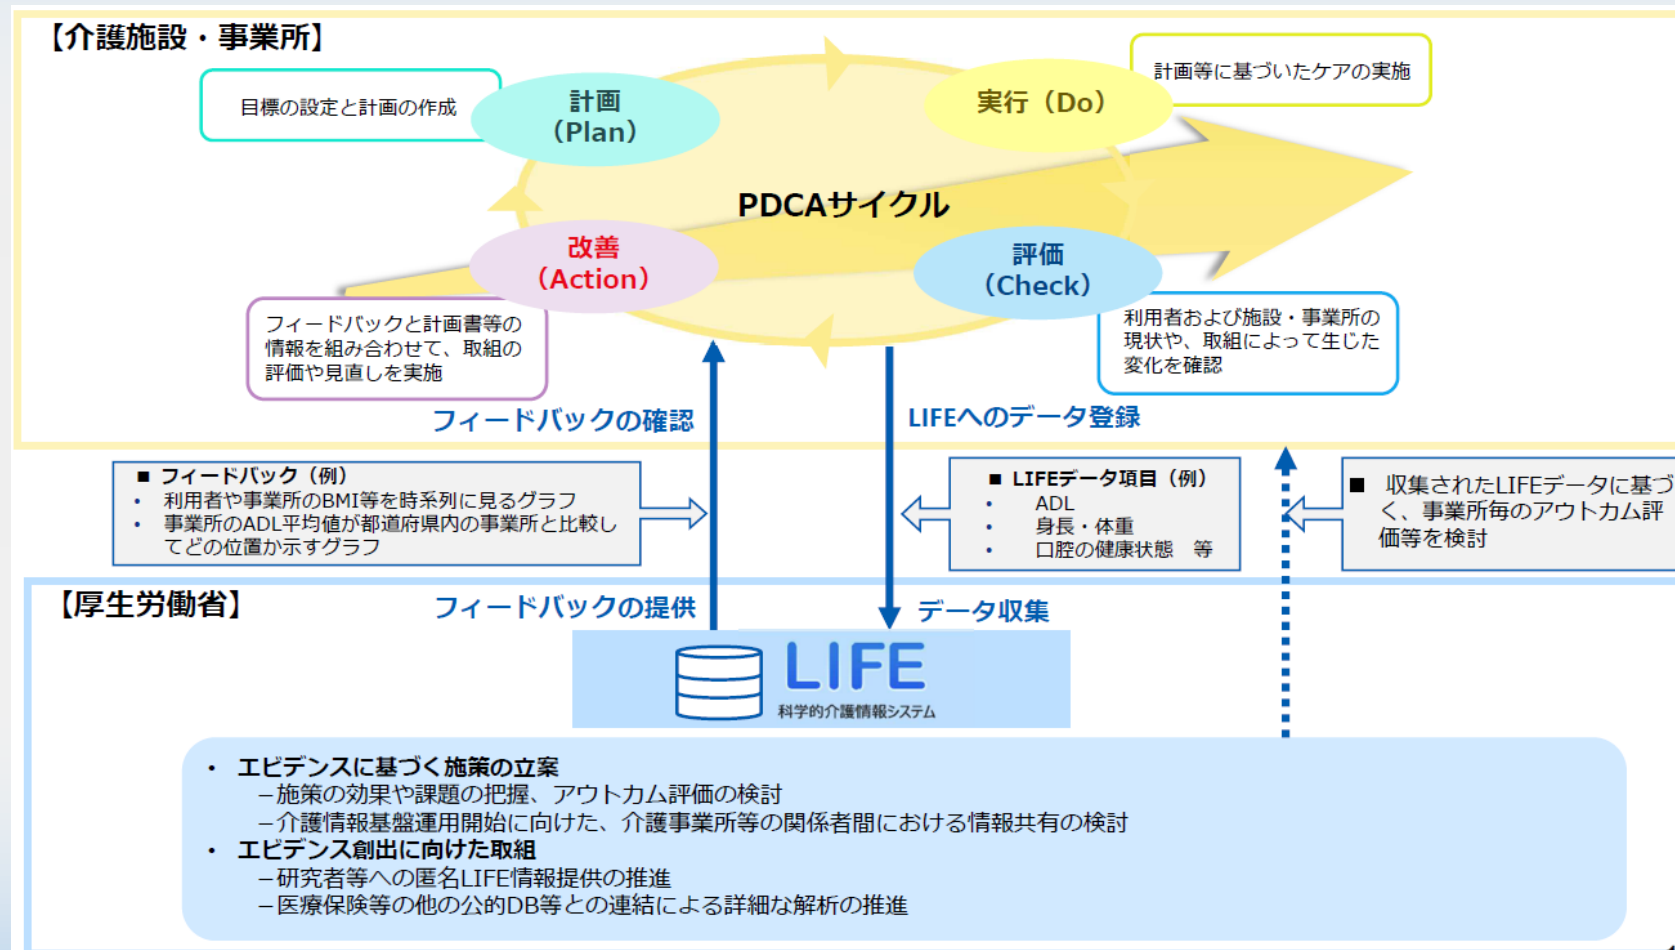 【介護施設・事業所】
目標の設定と計画の作成
計画
(Plan)
実行（Do）
計画等に基づいたケアの実施
PDCAサイクル
改善
(Action)
評価
(Check)
フィードバックと計画書等の
情報を組み合わせて、取組の
評価や見直しを実施
利用者および施設・事業所の
現状や、取組によって生じた
変化を確認
フィードバックの確認
LIFEへのデータ登録
■ フィードバック（例）
• 利用者や事業所のBMI等を時系列に見るグラフ
• 事業所のADL平均値が都道府県内の事業所と比較し
てどの位置か示すグラフ
■ LIFEデータ項目（例）
• ADL
• 身長・体重
• 口腔の健康状態　等
■ 収集されたLIFEデータに基づ
く、事業所毎のアウトカム評
価等を検討
【厚生労働省】
フィードバックの提供
データ収集
LIFE
科学的介護情報システム
• エビデンスに基づく施策の立案
－施策の効果や課題の把握、アウトカム評価の検討
－介護情報基盤運用開始に向けた、介護事業所等の関係者間における情報共有の検討
• エビデンス創出に向けた取組
－研究者等への匿名LIFE情報提供の推進
－医療保険等の他の公的DB等との連結による詳細な解析の推進